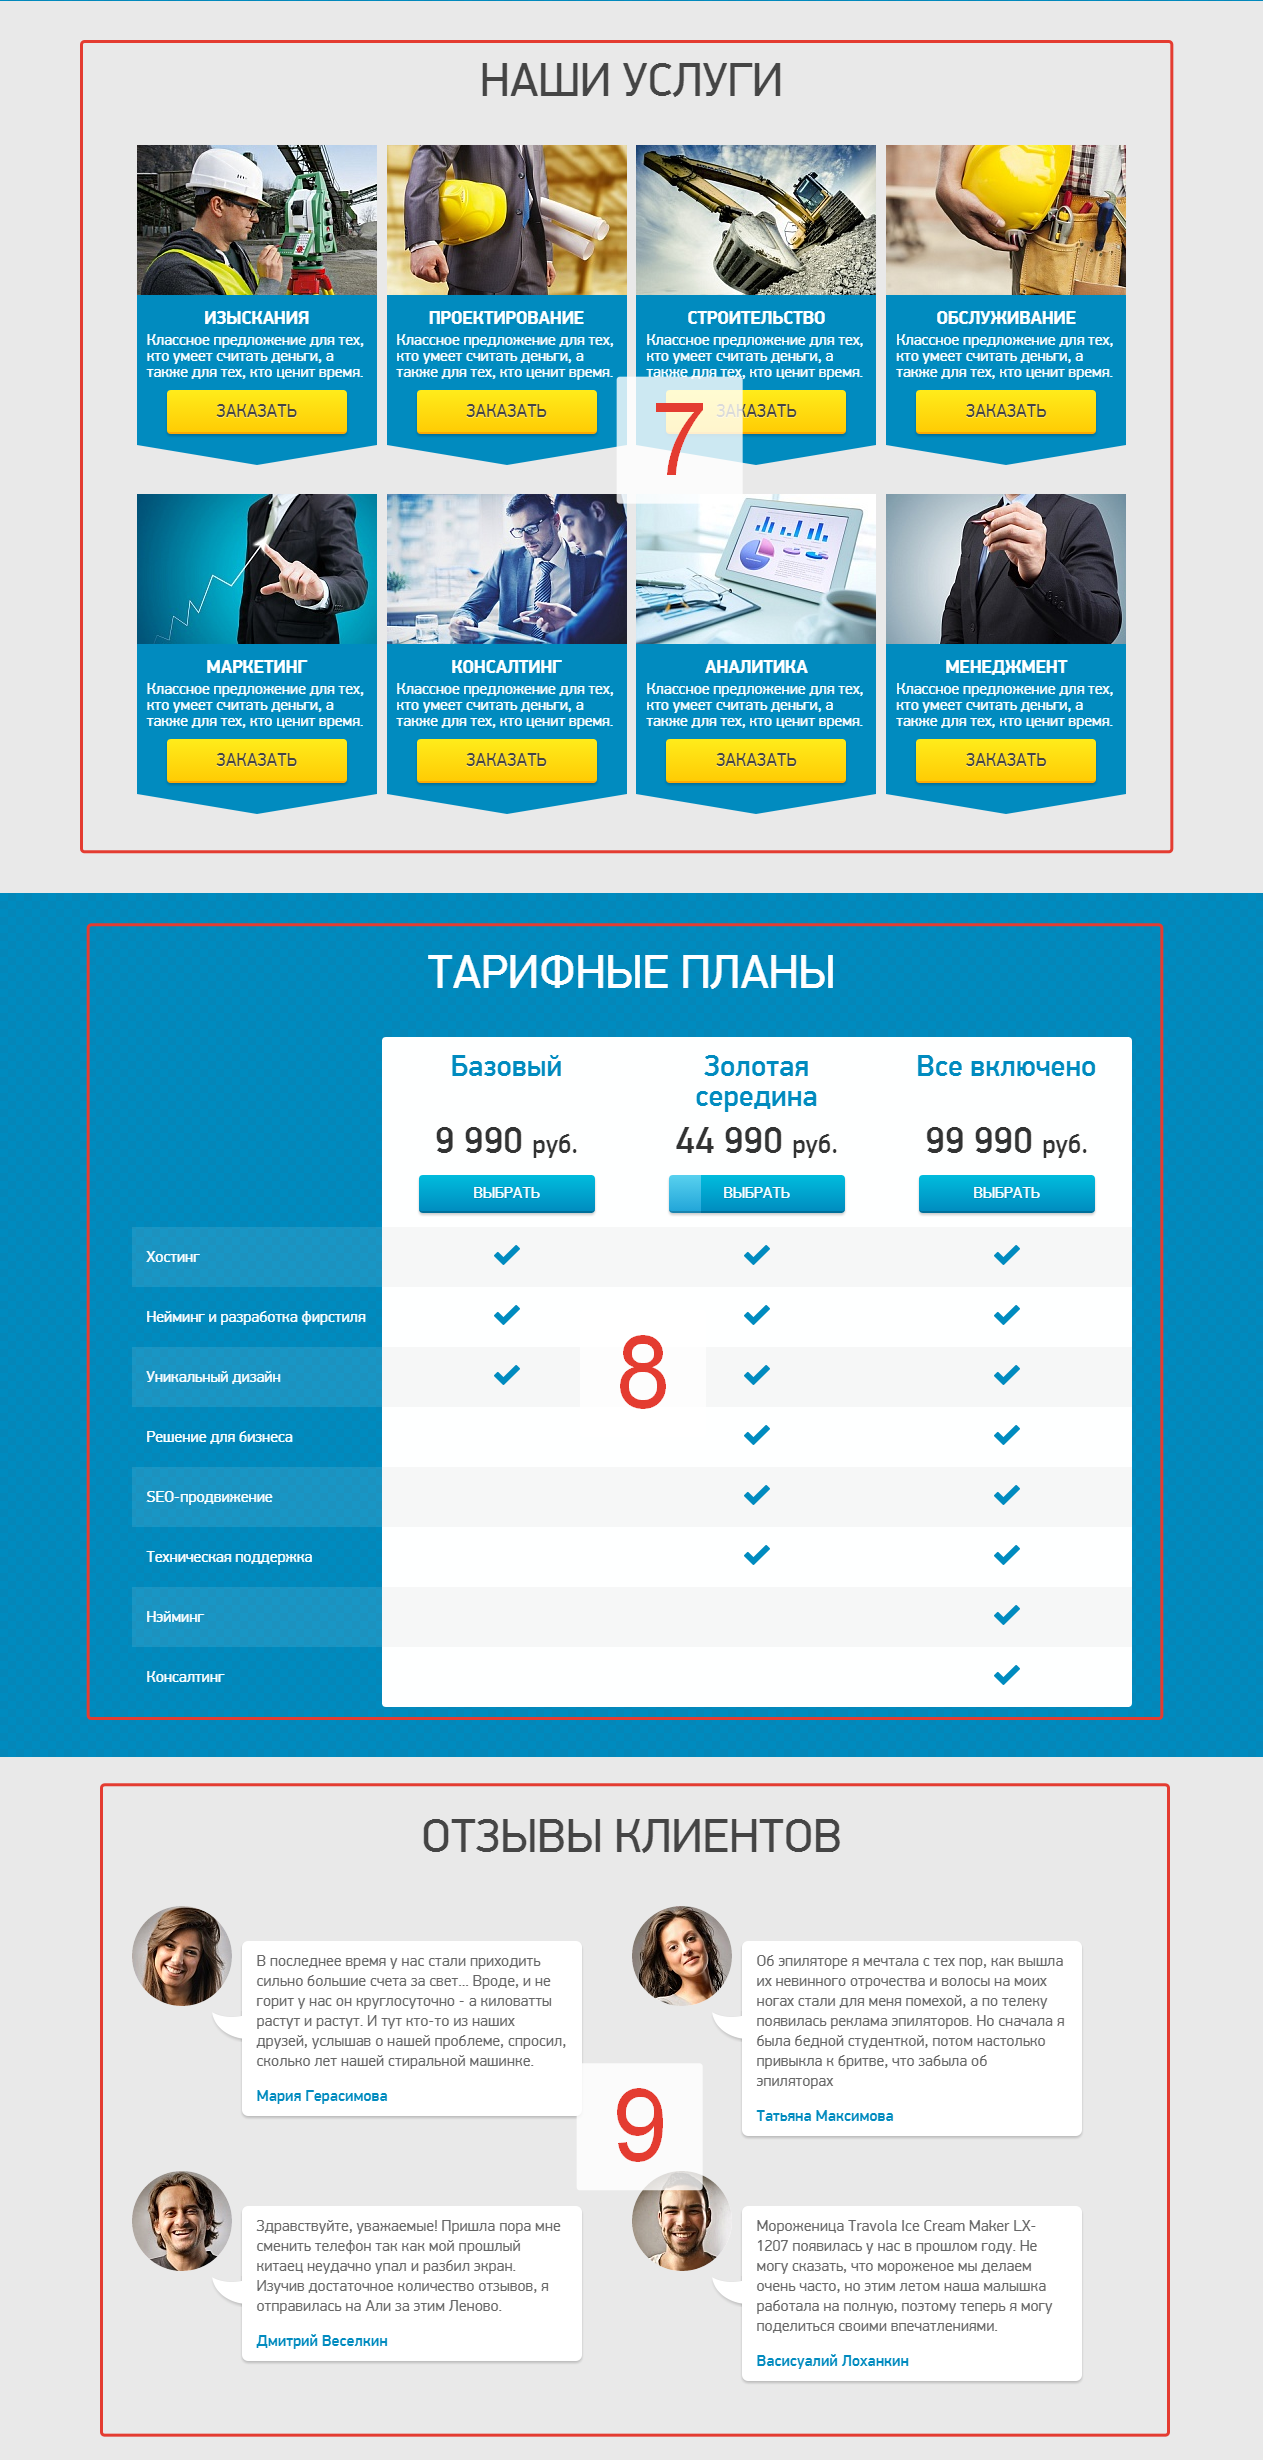 НАШИ УСЛУГИ
ИЗЫСКАНИЯ
Классное предложение для тех,
кто умеет считать деньги, а
также для тех, кто ценит время.
ЗАКАЗАТЬ
ПРОЕКТИРОВАНИЕ
Классное предложение для тех,
кто умеет считать деньги, а
также для тех, кто ценит время.
ЗАКАЗАТЬ
СТРОИТЕЛЬСТВО
Классное предложение для тех,
кто умеет считать деньги, а
также для тех, кто ценит время.
ЗАКАЗАТЬ
ОБСЛУЖИВАНИЕ
Классное предложение для тех,
кто умеет считать деньги, а
также для тех, кто ценит время.
ЗАКАЗАТЬ
7
МАРКЕТИНГ
Классное предложение для тех,
кто умеет считать деньги, а
также для тех, кто ценит время.
ЗАКАЗАТЬ
КОНСАЛТИНГ
Классное предложение для тех,
кто умеет считать деньги, а
также для тех, кто ценит время.
ЗАКАЗАТЬ
АНАЛИТИКА
Классное предложение для тех,
кто умеет считать деньги, а
также для тех, кто ценит время.
ЗАКАЗАТЬ
МЕНЕДЖМЕНТ
Классное предложение для тех,
кто умеет считать деньги, а
также для тех, кто ценит время.
ЗАКАЗАТЬ
ТАРИФНЫЕ ПЛАНЫ
Базовый
9 990 руб.
ВЫБРАТЬ
Золотая
середина
44 990 руб.
ВЫБРАТЬ
Все включено
99 990 руб.
ВЫБРАТЬ
Хостинг
Нейминг и разработка фирстиля
Уникальный дизайн
8
Решение для бизнеса
SEO-продвижение
Техническая поддержка
Нэйминг
Консалтинг
ОТЗЫВЫ КЛИЕНТОВ
В последнее время у нас стали приходить
сильно большие счета за свет... Вроде, и не
горит у нас он круглосуточно - а киловатты
растут и растут. И тут кто-то из наших
друзей, услышав о нашей проблеме, спросил,
сколько лет нашей стиральной машинке.
Мария Герасимова
Об эпиляторе я мечтала с тех пор, как вышла
их невинного отрочества и волосы на моих
ногах стали для меня помехой, а по телеку
появилась реклама эпиляторов. Но сначала я
была бедной студенткой, потом настолько
привыкла к бритве, что забыла об
эпиляторах
Татьяна Максимова
9
Здравствуйте, уважаемые! Пришла пора мне
сменить телефон так как мой прошлый
китаец неудачно упал и разбил экран.
Изучив достаточное количество отзывов, я
отправилась на Али за этим Леново.
Дмитрий Веселкин
Мороженица Travola Ice Cream Maker LX-
1207 появилась у нас в прошлом году. Не
могу сказать, что мороженое мы делаем
очень часто, но этим летом наша малышка
работала на полную, поэтому теперь я могу
поделиться своими впечатлениями.
Васисуалий Лоханкин